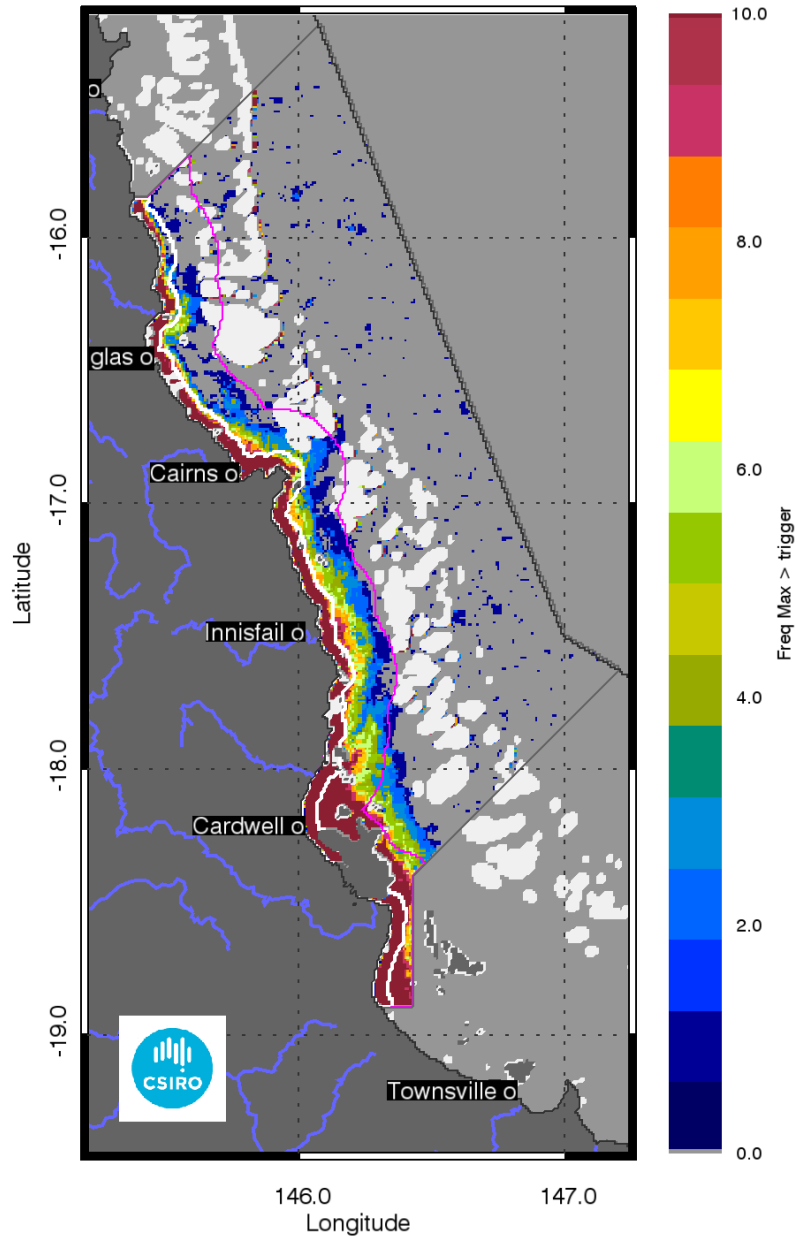 10.0
8.0
6.0
4.0
2.0
0.0
Freq Max > trigger
-16.0
-17.0
-18.0
-19.0
Latitude
o
glas o
Cairns o
Innisfail o
Cardwell o
Townsville o
CSIRO
146.0
147.0
Longitude